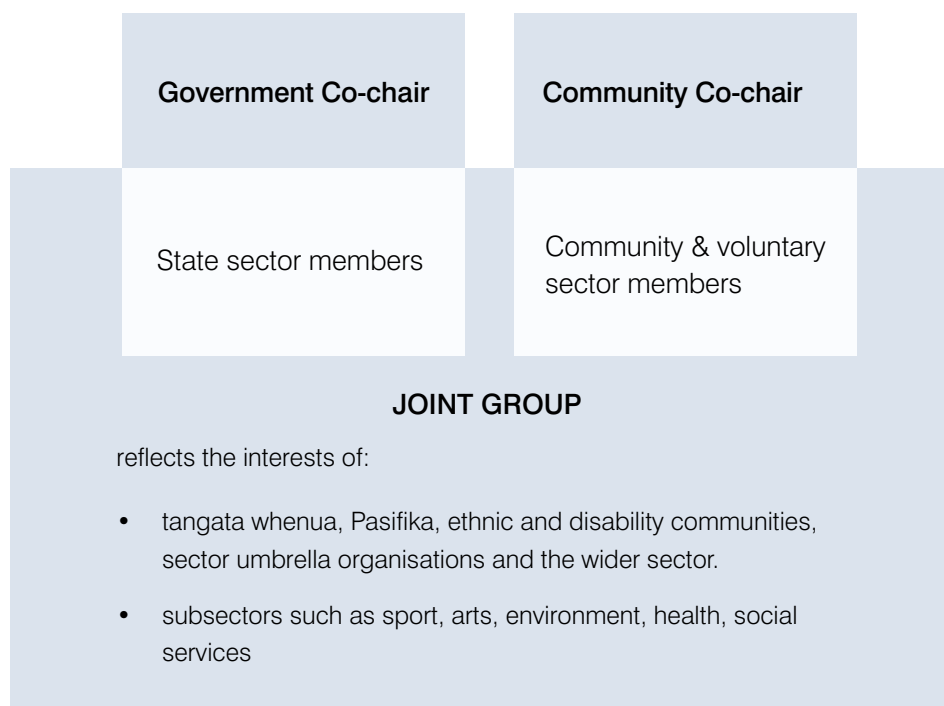 Government Co-chair
Community Co-chair
State sector members
Community & voluntary
sector members
JOINT GROUP
reflects the interests of:
• tangata whenua, Pasifika, ethnic and disability communities,
sector umbrella organisations and the wider sector.
• subsectors such as sport, arts, environment, health, social
services